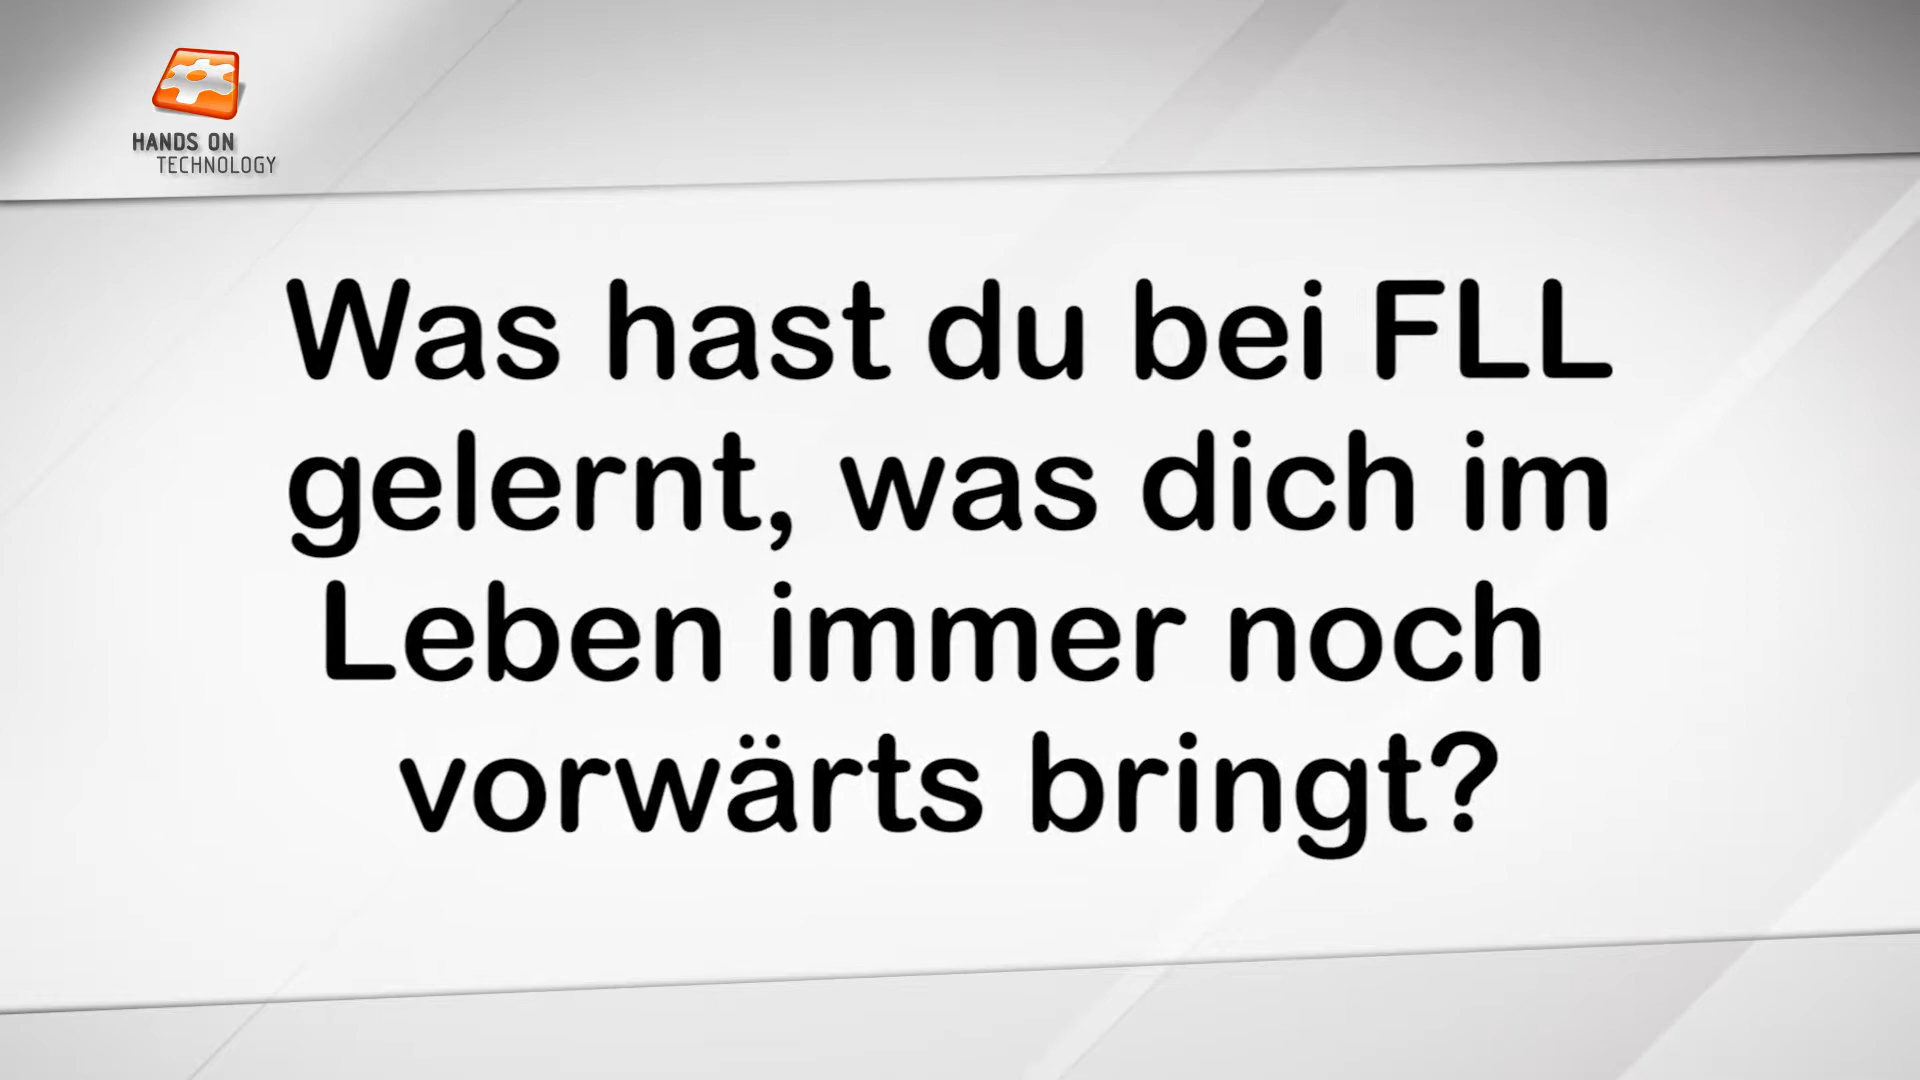 HANDS ON
TECHNOLOGY
Was hast du bei FLL
gelernt, was dich im
Leben immer noch
vorwärts bringt?